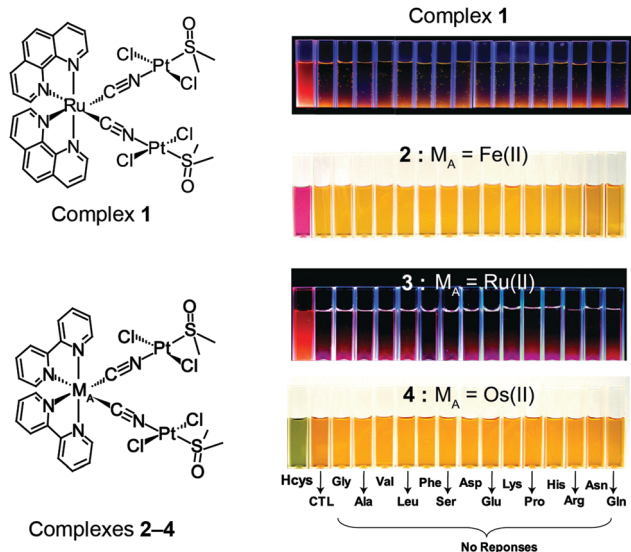 Complex 1
Cl
O
S
Pt
N
C
Cl
N
N
Ru
N
N
C
N
Cl
Cl
Pt
S
O
Complex 1
2 : MA = Fe(II)
3 : MA = Ru(II)
4 : MA = Os(II)
O
Cl
S
Pt
N
C
Cl
N
N
MA
N
N
C
N
Cl
Cl
Pt
S
O
Complexes 2–4
Hcys Gly Val Phe Asp Lys His Asn
CTL Ala Leu Ser Glu Pro Arg Gln
No Reponses